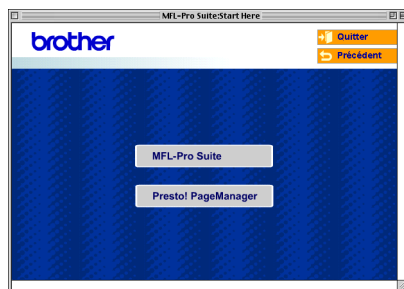 MFL-Pro Suite:Start Here
brother
Quitter
Précédent
MFL-Pro Suite
Presto! PageManager